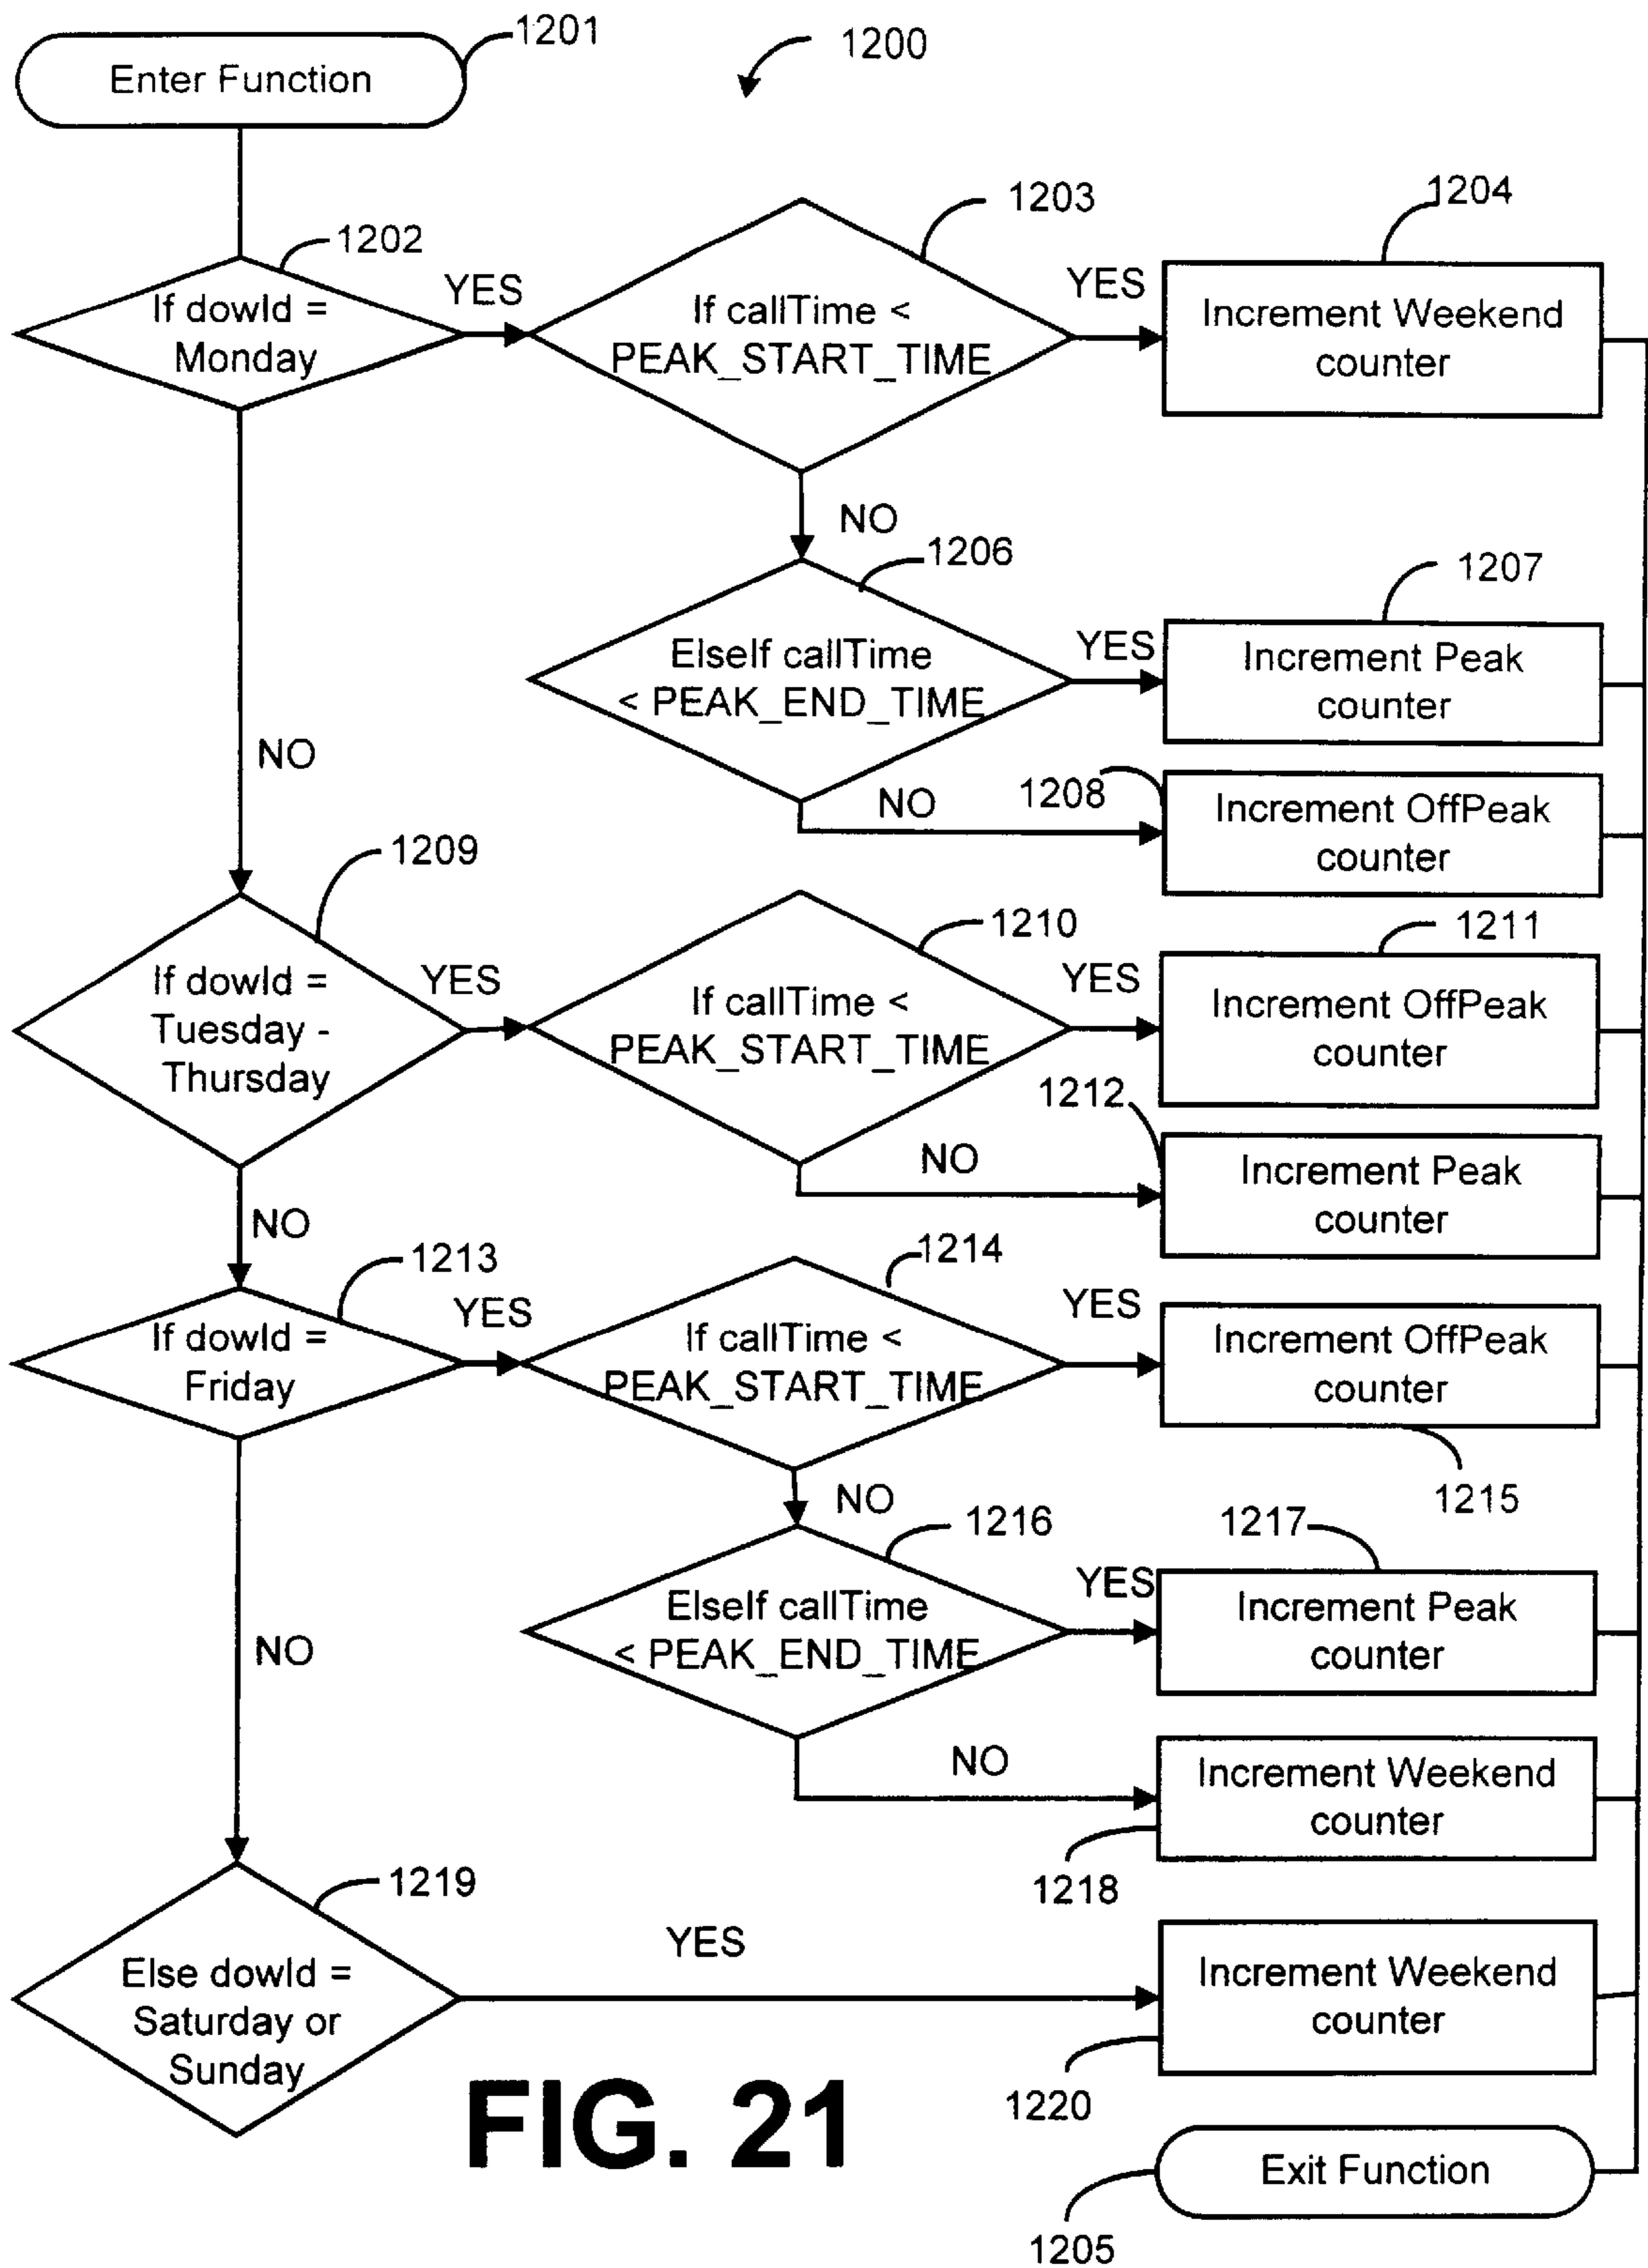 1201
Enter Function
1200
1202
If dowId =
Monday
YES
1203
If callTime <
PEAK_START_TIME
YES
1204
Increment Weekend
counter
NO
1206
ElseIf callTime
< PEAK_END_TIME
YES
1207
Increment Peak
counter
NO
NO
1208
Increment OffPeak
counter
1209
If dowId =
Tuesday -
Thursday
YES
1210
If callTime <
PEAK_START_TIME
YES
1211
Increment OffPeak
counter
1212
NO
Increment Peak
counter
NO
1213
If dowId =
Friday
YES
1214
If callTime <
PEAK_START_TIME
YES
Increment OffPeak
counter
1215
NO
1216
ElseIf callTime
< PEAK_END_TIME
YES
1217
Increment Peak
counter
NO
NO
Increment Weekend
counter
1218
1219
Else dowId =
Saturday or
Sunday
YES
Increment Weekend
counter
1220
FIG. 21
Exit Function
1205